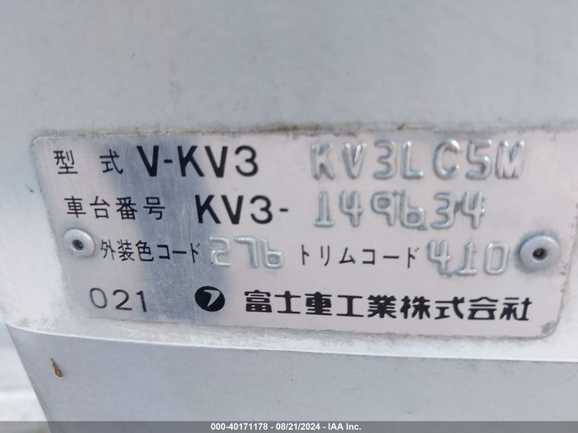 型式 V-KV3 KV3LC5M
車台番号 KV3-149634
外装色コード 276 トリムコード 410
021 フ 富士重工業株式会社
000-40171178 - 08/21/2024 - IAA Inc.